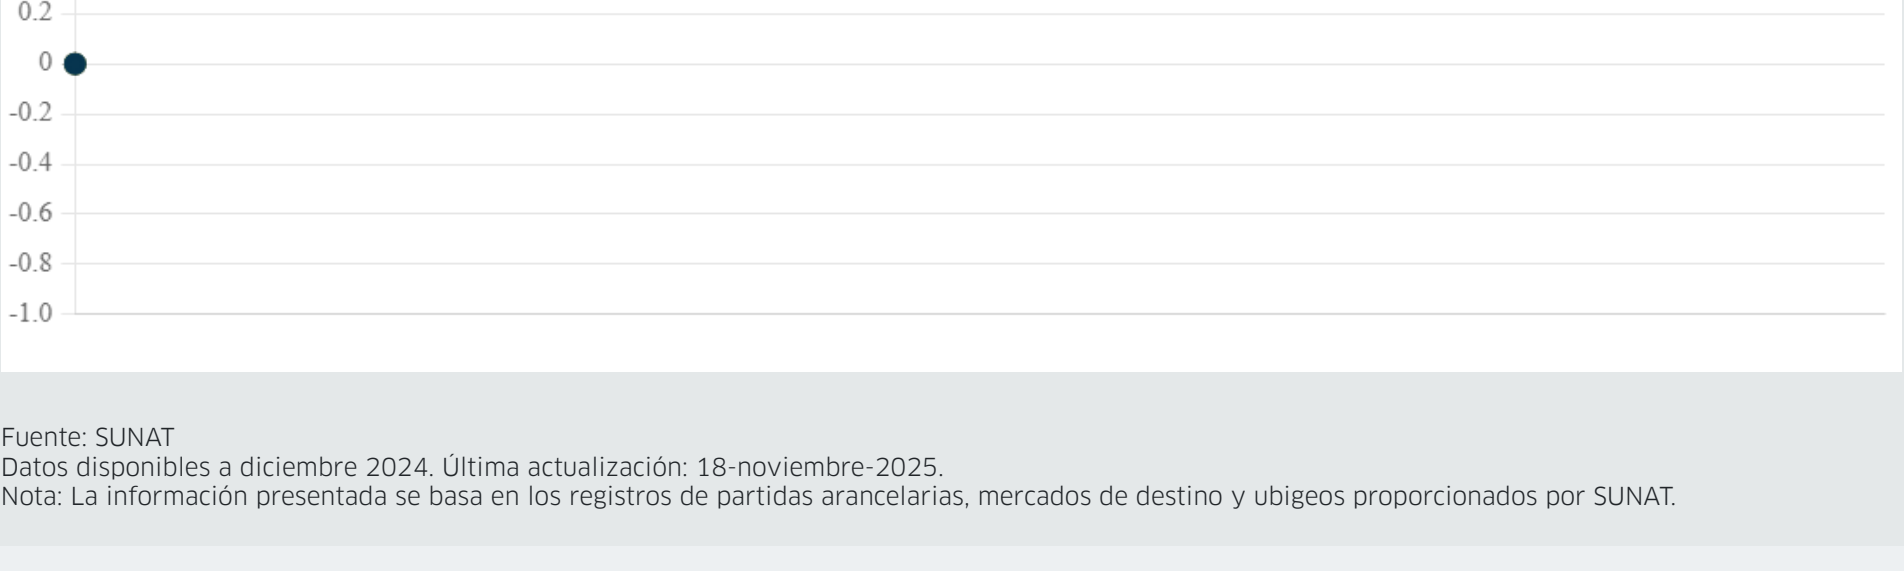 0.2
0
-0.2
-0.4
-0.6
-0.8
-1.0
Fuente: SUNAT
Datos disponibles a diciembre 2024. Última actualización: 18-noviembre-2025.
Nota: La información presentada se basa en los registros de partidas arancelarias, mercados de destino y ubigeos proporcionados por SUNAT.